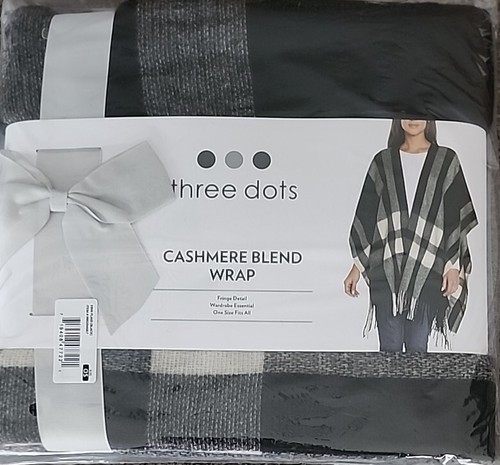 three dots
CASHMERE BLEND
WRAP
Fringe Detail
Wardrobe Essential
One Size Fits All